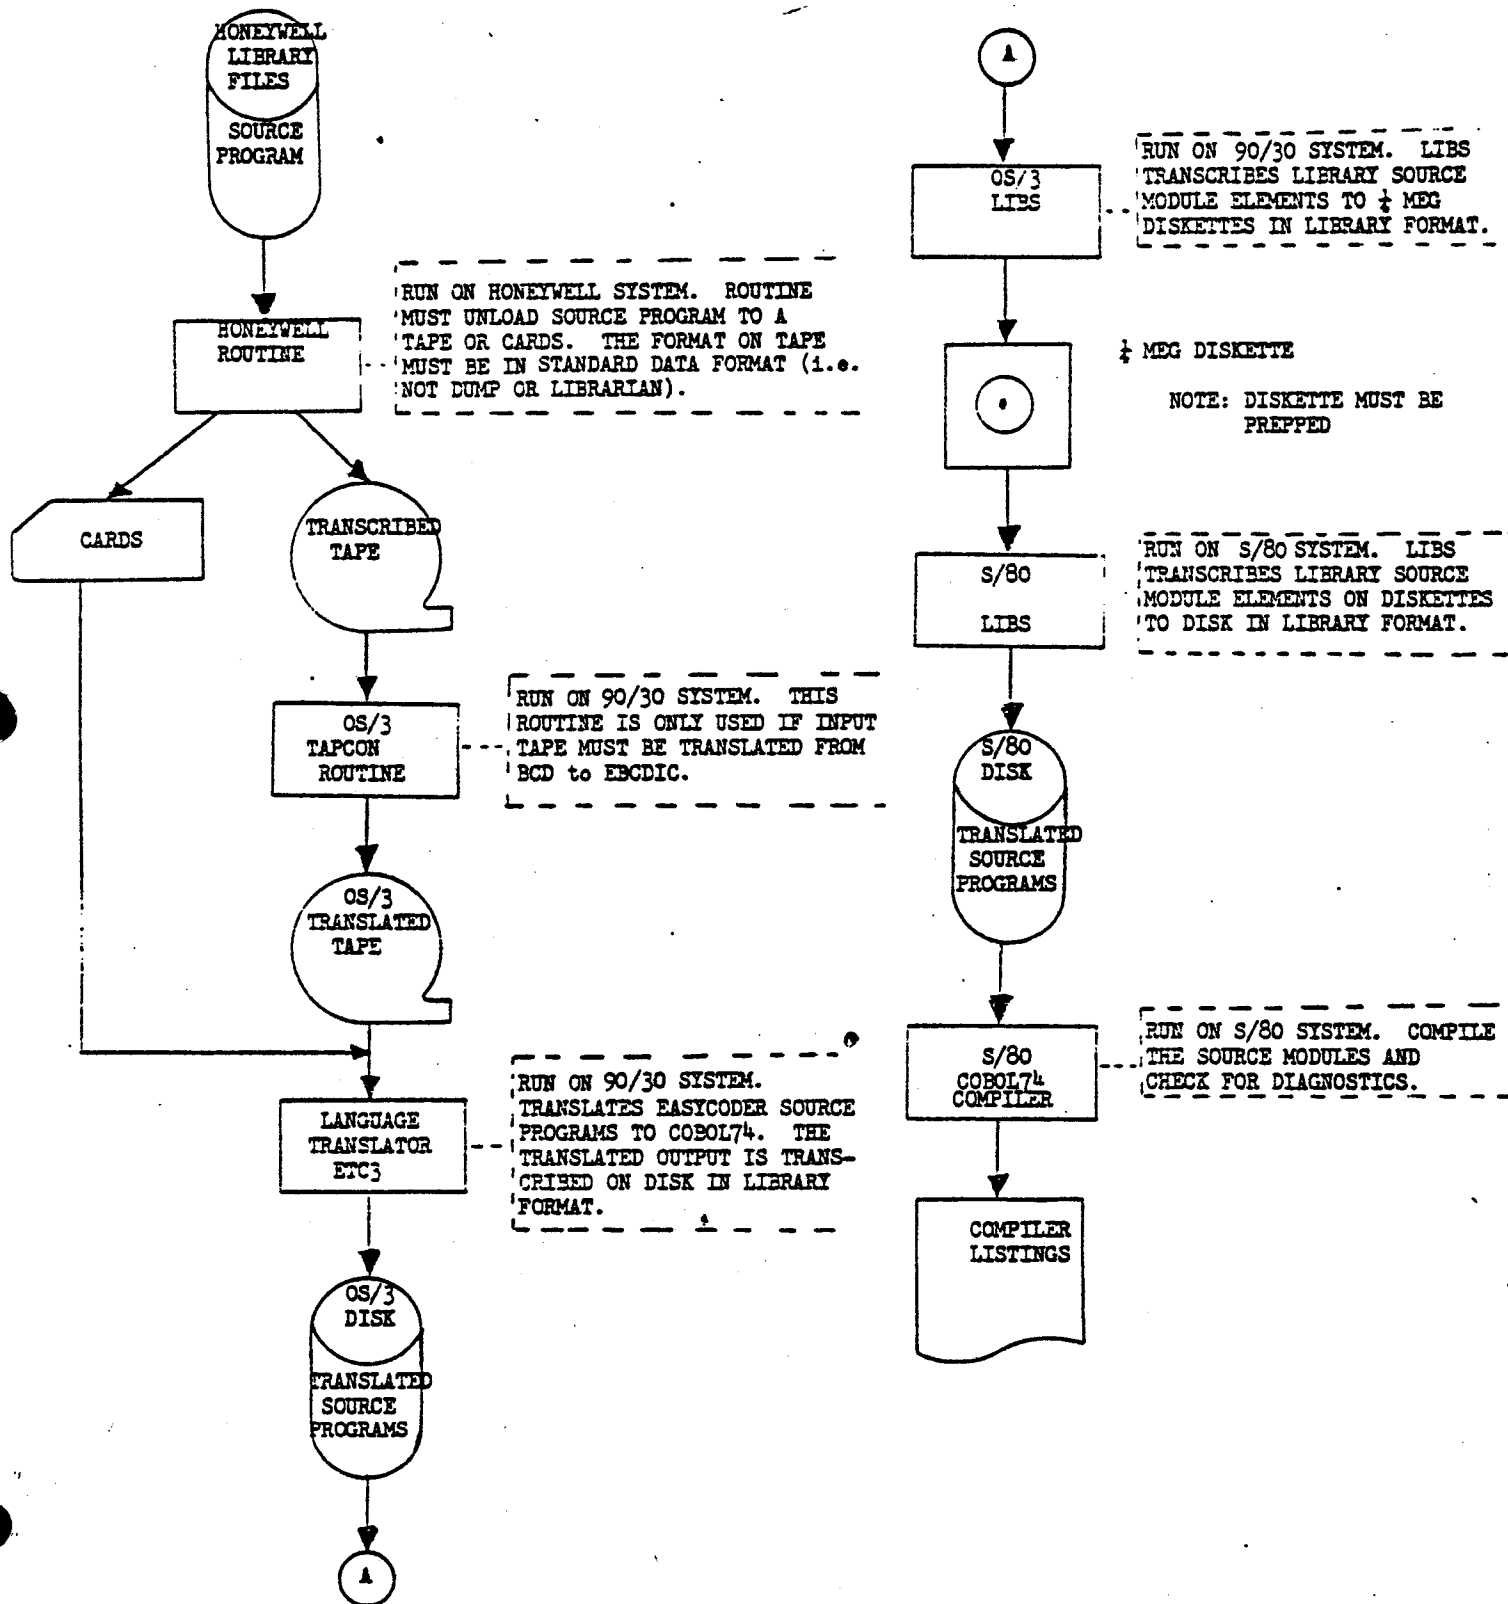 HONEYWELL
LIBRARY
FILES
SOURCE
PROGRAM
HONEYWELL
ROUTINE
RUN ON HONEYWELL SYSTEM. ROUTINE
MUST UNLOAD SOURCE PROGRAM TO A
TAPE OR CARDS. THE FORMAT ON TAPE
MUST BE IN STANDARD DATA FORMAT (i.e.
NOT DUMP OR LIBRARIAN).
CARDS
TRANSCRIBED
TAPE
OS/3
TAPCON
ROUTINE
RUN ON 90/30 SYSTEM. THIS
ROUTINE IS ONLY USED IF INPUT
TAPE MUST BE TRANSLATED FROM
BCD to EBCDIC.
OS/3
TRANSLATED
TAPE
LANGUAGE
TRANSLATOR
ETC3
RUN ON 90/30 SYSTEM.
TRANSLATES EASYCODER SOURCE
PROGRAMS TO COBOL74. THE
TRANSLATED OUTPUT IS TRANS-
CRIBED ON DISK IN LIBRARY
FORMAT.
OS/3
DISK
TRANSLATED
SOURCE
PROGRAMS
A
A
OS/3
LIBS
RUN ON 90/30 SYSTEM. LIBS
TRANSCRIBES LIBRARY SOURCE
MODULE ELEMENTS TO ¼ MEG
DISKETTES IN LIBRARY FORMAT.
¼ MEG DISKETTE
NOTE: DISKETTE MUST BE
PREPPED
S/80
LIBS
RUN ON S/80 SYSTEM. LIBS
TRANSCRIBES LIBRARY SOURCE
MODULE ELEMENTS ON DISKETTES
TO DISK IN LIBRARY FORMAT.
S/80
DISK
TRANSLATED
SOURCE
PROGRAMS
S/80
COBOL74
COMPILER
RUN ON S/80 SYSTEM. COMPILE
THE SOURCE MODULES AND
CHECK FOR DIAGNOSTICS.
COMPILER
LISTINGS